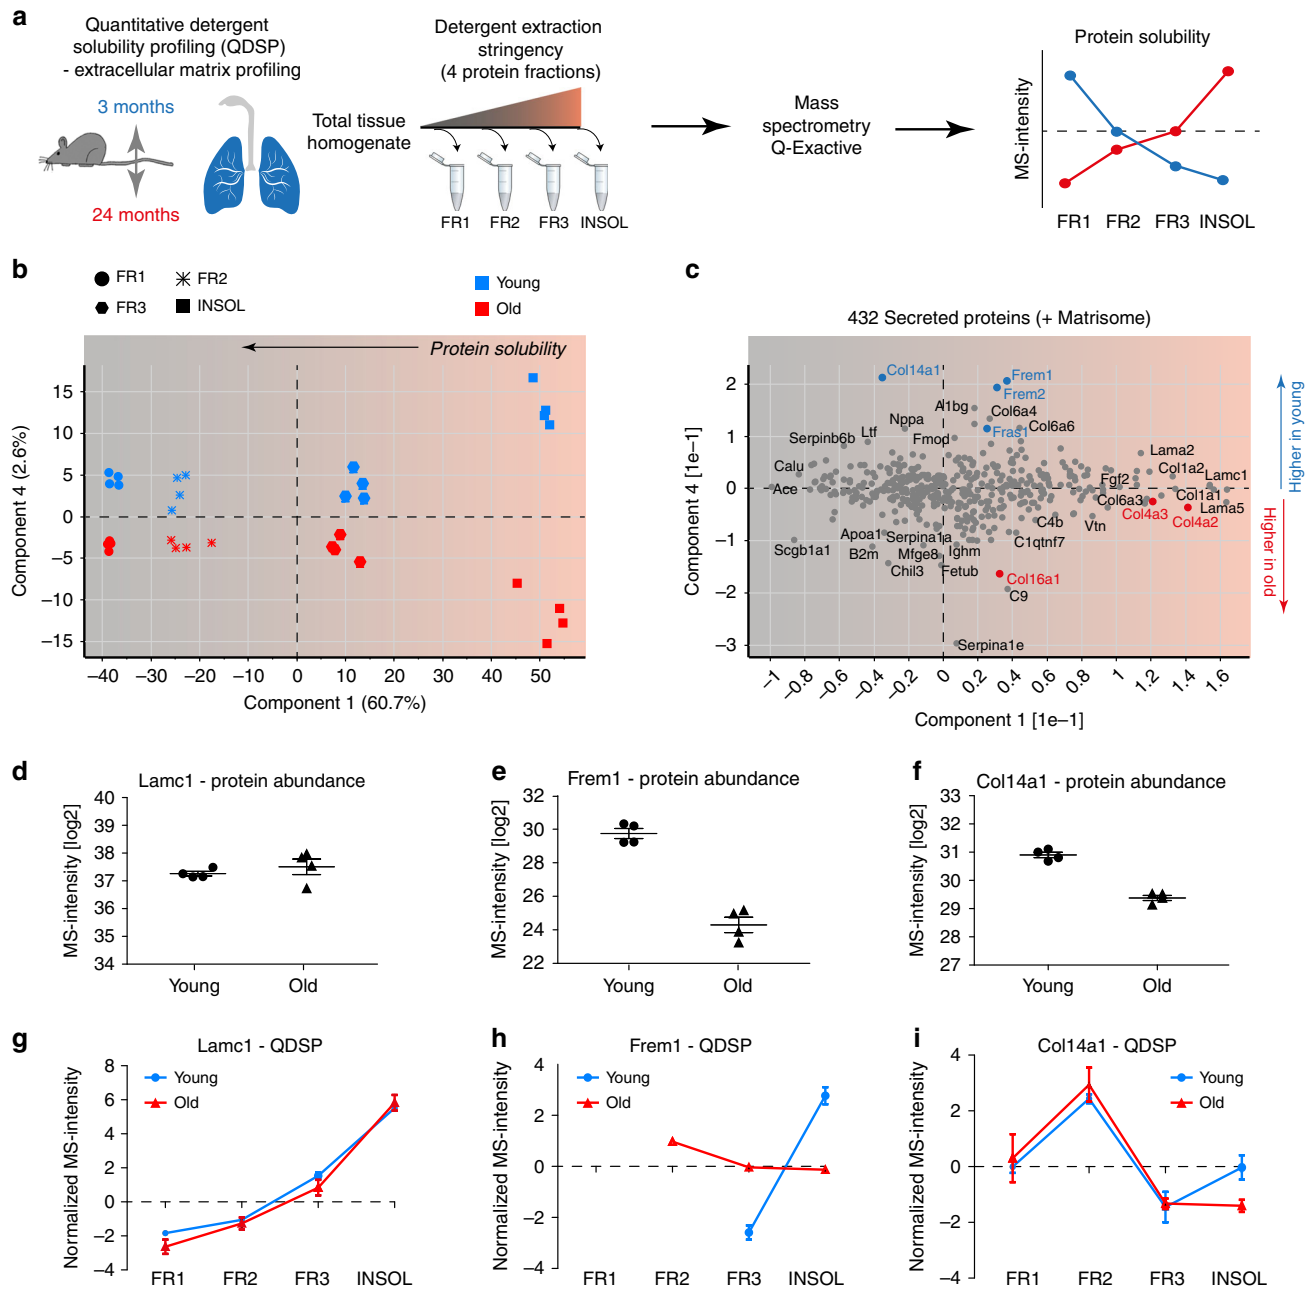 a
Quantitative detergent
solubility profiling (QDSP)
- extracellular matrix profiling
3 months
24 months
Total tissue
homogenate
Detergent extraction
stringency
(4 protein fractions)
FR1 FR2 FR3 INSOL
Mass
spectrometry
Q-Exactive
Protein solubility
MS-intensity
FR1 FR2 FR3 INSOL
b
FR1 FR2
FR3 INSOL
Young
Old
Protein solubility
Component 4 (2.6%)
15
10
5
0
−5
−10
−15
−40 −30 −20 −10 0 10 20 30 40 50
Component 1 (60.7%)
c
432 Secreted proteins (+ Matrisome)
Component 4 [1e−1]
2
1
0
−1
−2
−3
Col14a1
Frem1
Frem2
A1bg
Col6a4
Nppa
Fras1
Col6a6
Serpinb6b
Ltf
Fmod
Lama2
Calu
Col1a2
Fgf2
Lamc1
Ace
Col6a3
Col1a1
Lama5
Col4a3
Col4a2
C4b
Vtn
Apoa1
Serpina1a
C1qtnf7
Scgb1a1
B2m
Mfge8
Ighm
Chil3
Fetub
Col16a1
C9
Serpina1e
−1 −0.8 −0.6 −0.4 −0.2 0 0.2 0.4 0.6 0.8 1 1.2 1.4 1.6
Component 1 [1e−1]
Higher in young
Higher in old
d
Lamc1 - protein abundance
MS-intensity [log2]
40
39
38
37
36
35
34
Young Old
e
Frem1 - protein abundance
MS-intensity [log2]
32
30
28
26
24
22
Young Old
f
Col14a1 - protein abundance
MS-intensity [log2]
33
32
31
30
29
28
27
Young Old
g
Lamc1 - QDSP
Normalized MS-intensity
8
6
4
2
0
−2
−4
Young
Old
FR1 FR2 FR3 INSOL
h
Frem1 - QDSP
Normalized MS-intensity
4
2
0
−2
−4
Young
Old
FR1 FR2 FR3 INSOL
i
Col14a1 - QDSP
Normalized MS-intensity
4
2
0
−2
−4
Young
Old
FR1 FR2 FR3 INSOL